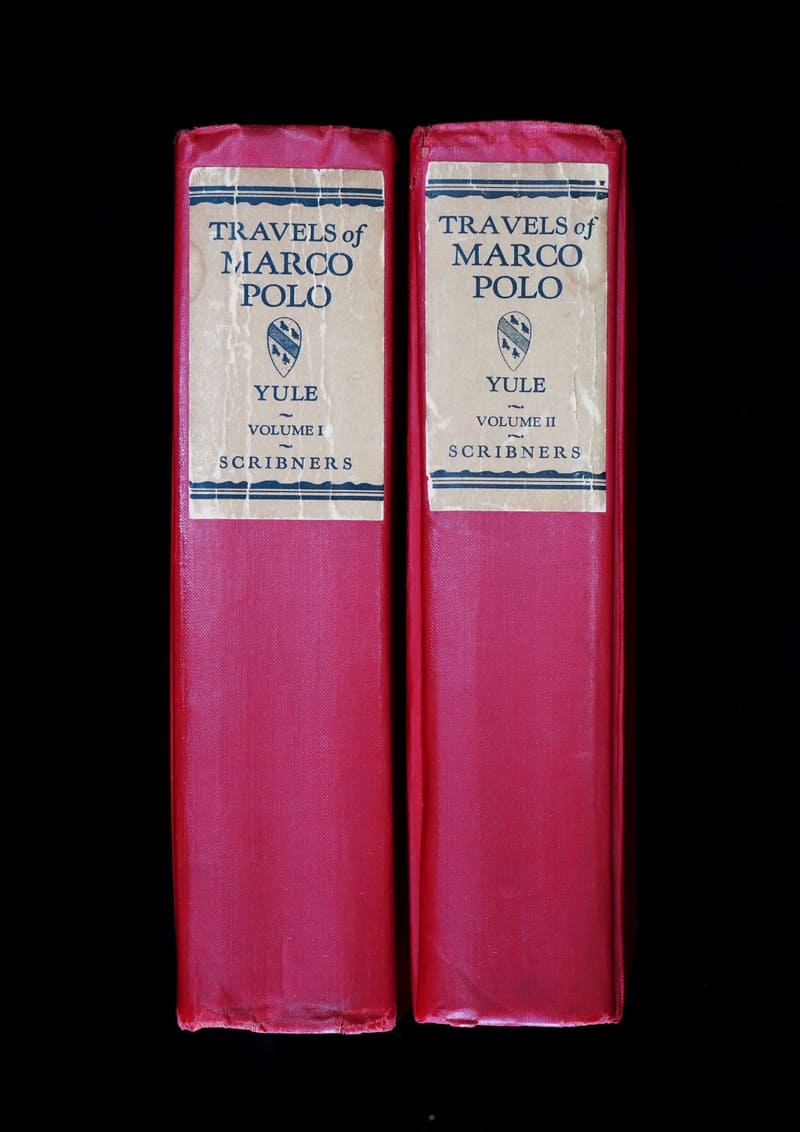 TRAVELS of
MARCO
POLO
YULE
~
VOLUME I
~
SCRIBNERS
TRAVELS of
MARCO
POLO
YULE
~
VOLUME II
~
SCRIBNERS